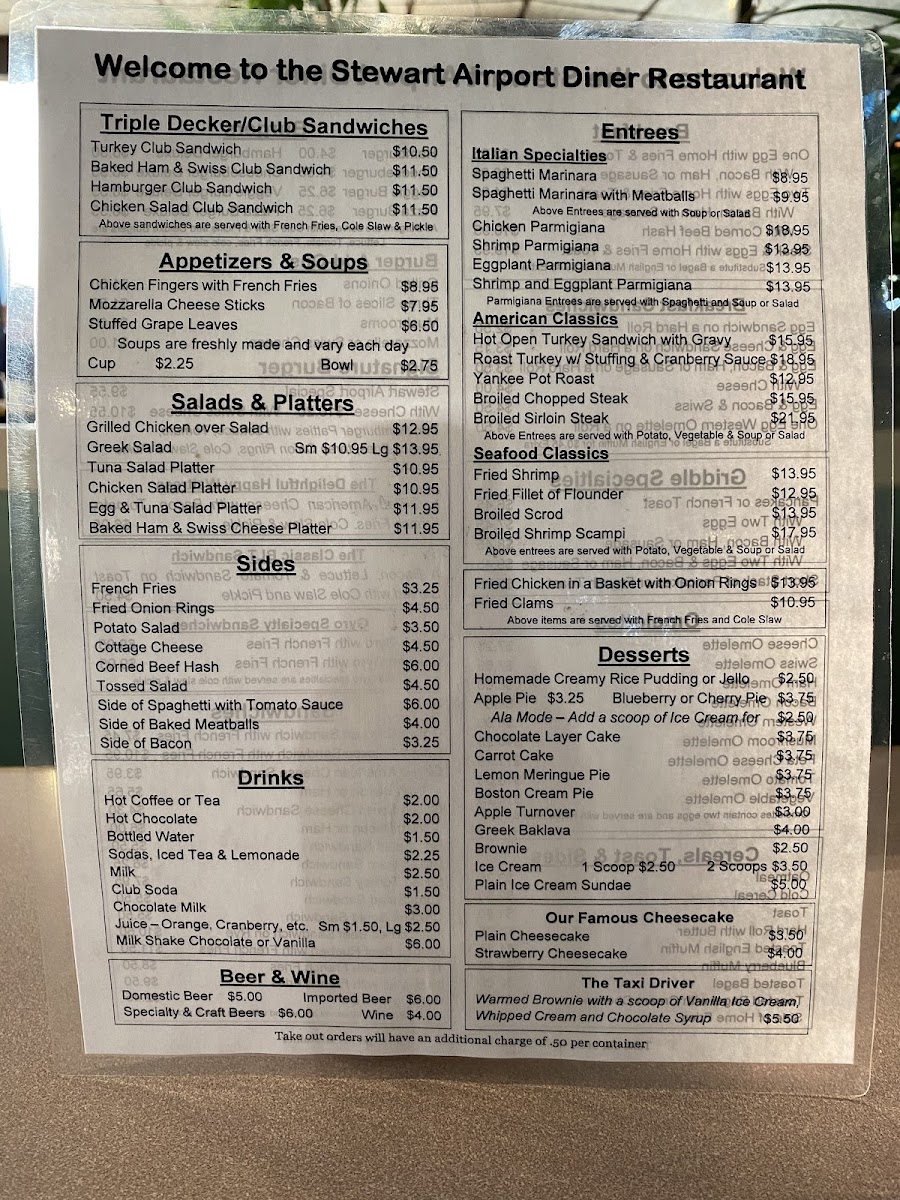 Welcome to the Stewart Airport Diner Restaurant
Triple Decker/Club Sandwiches
Turkey Club Sandwich $10.50
Baked Ham & Swiss Club Sandwich $11.50
Hamburger Club Sandwich $11.50
Chicken Salad Club Sandwich $11.50
Above sandwiches are served with French Fries, Cole Slaw & Pickle
Appetizers & Soups
Chicken Fingers with French Fries $8.95
Mozzarella Cheese Sticks $7.95
Stuffed Grape Leaves $6.50
Soups are freshly made and vary each day
Cup $2.25 Bowl $2.75
Salads & Platters
Grilled Chicken over Salad $12.95
Greek Salad Sm $10.95 Lg $13.95
Tuna Salad Platter $10.95
Chicken Salad Platter $10.95
Egg & Tuna Salad Platter $11.95
Baked Ham & Swiss Cheese Platter $11.95
Sides
French Fries $3.25
Fried Onion Rings $4.50
Potato Salad $3.50
Cottage Cheese $4.50
Corned Beef Hash $6.00
Tossed Salad $4.50
Side of Spaghetti with Tomato Sauce $6.00
Side of Baked Meatballs $4.00
Side of Bacon $3.25
Drinks
Hot Coffee or Tea $2.00
Hot Chocolate $2.00
Bottled Water $1.50
Sodas, Iced Tea & Lemonade $2.25
Milk $2.50
Club Soda $1.50
Chocolate Milk $3.00
Juice – Orange, Cranberry, etc. Sm $1.50, Lg $2.50
Milk Shake Chocolate or Vanilla $6.00
Beer & Wine
Domestic Beer $5.00 Imported Beer $6.00
Specialty & Craft Beers $6.00 Wine $4.00
Entrees
Italian Specialties
Spaghetti Marinara $8.95
Spaghetti Marinara with Meatballs $9.95
Above Entrees are served with Soup or Salad
Chicken Parmigiana $18.95
Shrimp Parmigiana $13.95
Eggplant Parmigiana $13.95
Shrimp and Eggplant Parmigiana $13.95
Parmigiana Entrees are served with Spaghetti and Soup or Salad
American Classics
Hot Open Turkey Sandwich with Gravy $15.95
Roast Turkey w/ Stuffing & Cranberry Sauce $18.95
Yankee Pot Roast $12.95
Broiled Chopped Steak $15.95
Broiled Sirloin Steak $21.95
Above Entrees are served with Potato, Vegetable & Soup or Salad
Seafood Classics
Fried Shrimp $13.95
Fried Fillet of Flounder $12.95
Broiled Scrod $13.95
Broiled Shrimp Scampi $17.95
Above entrees are served with Potato, Vegetable & Soup or Salad
Fried Chicken in a Basket with Onion Rings $13.95
Fried Clams $10.95
Above items are served with French Fries and Cole Slaw
Desserts
Homemade Creamy Rice Pudding or Jello $2.50
Apple Pie $3.25 Blueberry or Cherry Pie $3.75
Ala Mode – Add a scoop of Ice Cream for $2.50
Chocolate Layer Cake $3.75
Carrot Cake $3.75
Lemon Meringue Pie $3.75
Boston Cream Pie $3.75
Apple Turnover $3.00
Greek Baklava $4.00
Brownie $2.50
Ice Cream 1 Scoop $2.50 2 Scoops $3.50
Plain Ice Cream Sundae $5.00
Our Famous Cheesecake
Plain Cheesecake $3.50
Strawberry Cheesecake $4.00
The Taxi Driver
Warmed Brownie with a scoop of Vanilla Ice Cream,
Whipped Cream and Chocolate Syrup $5.50
Take out orders will have an additional charge of .50 per container